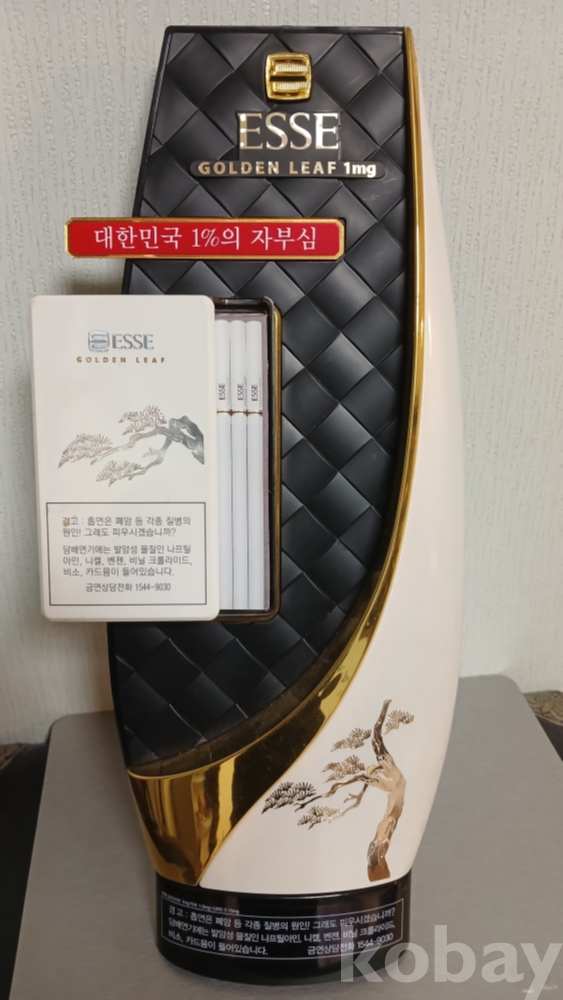 ESSE
GOLDEN LEAF 1mg
대한민국 1%의 자부심
ESSE
GOLDEN LEAF
경고 : 흡연은 폐암 등 각종 질병의
원인! 그래도 피우시겠습니까?
담배연기에는 발암성 물질인 나프틸
아민, 니켈, 벤젠, 비닐 크롤라이드,
비소, 카드뮴이 들어있습니다.
금연상담전화 1544-9030
ESSE
ESSE
ESSE
경고 : 흡연은 폐암 등 각종 질병의 원인! 그래도 피우시겠습니까?
담배연기에는 발암성 물질인 나프틸아민, 니켈, 벤젠, 비닐 크롤라이드,
비소, 카드뮴이 들어있습니다. 금연상담전화 1544-9030
kobay